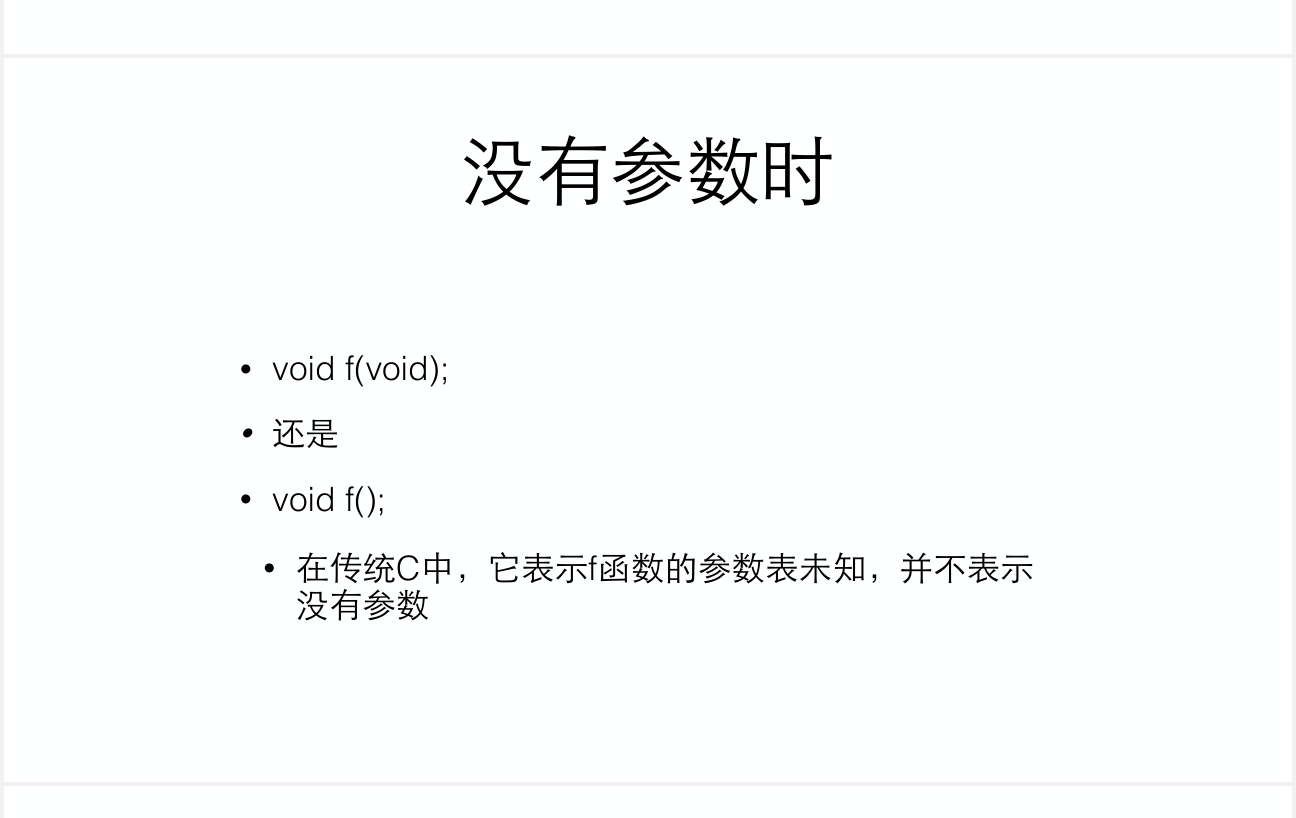 没有参数时
• void f(void);
• 还是
• void f();
• 在传统C中，它表示f函数的参数表未知，并不表示
没有参数